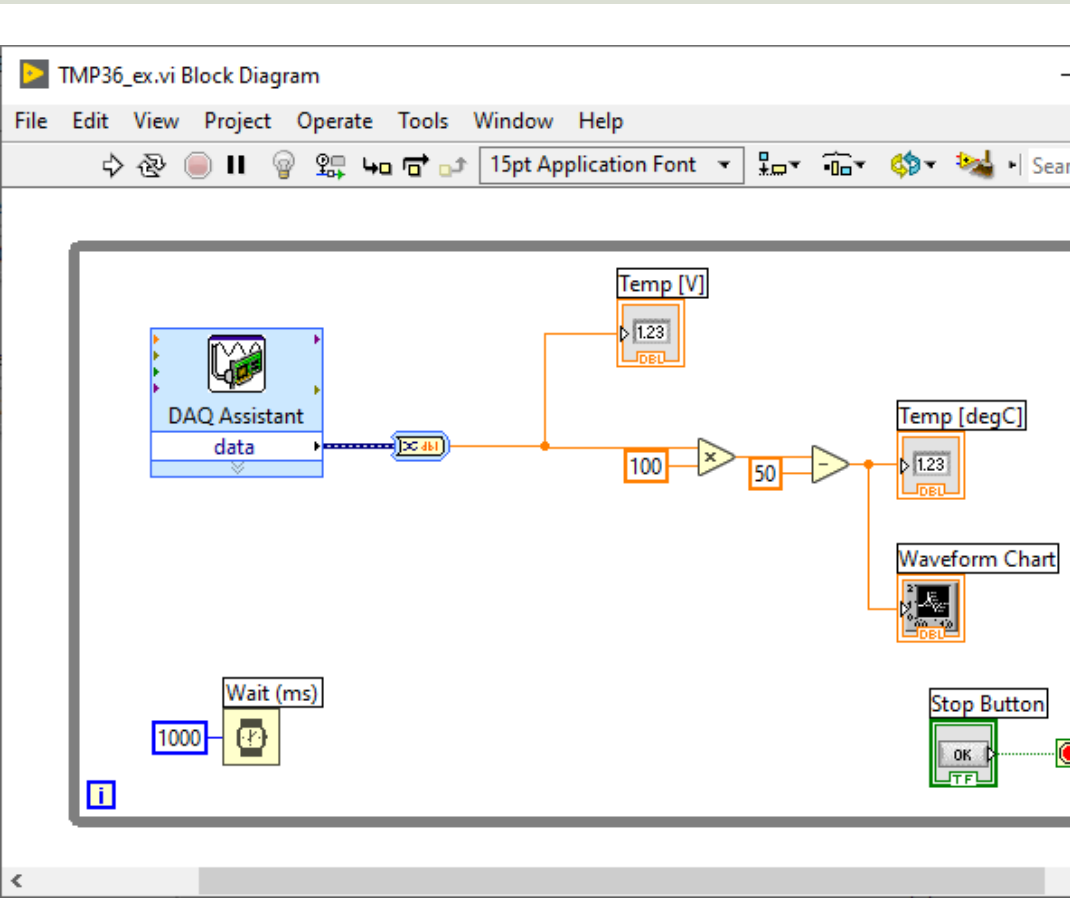 TMP36_ex.vi Block Diagram
File Edit View Project Operate Tools Window Help
15pt Application Font
Sear
Temp [V]
1.23
DBL
DAQ Assistant
data
dbl
100
×
50
−
Temp [degC]
1.23
DBL
Waveform Chart
DBL
Wait (ms)
1000
Stop Button
OK
TF
i